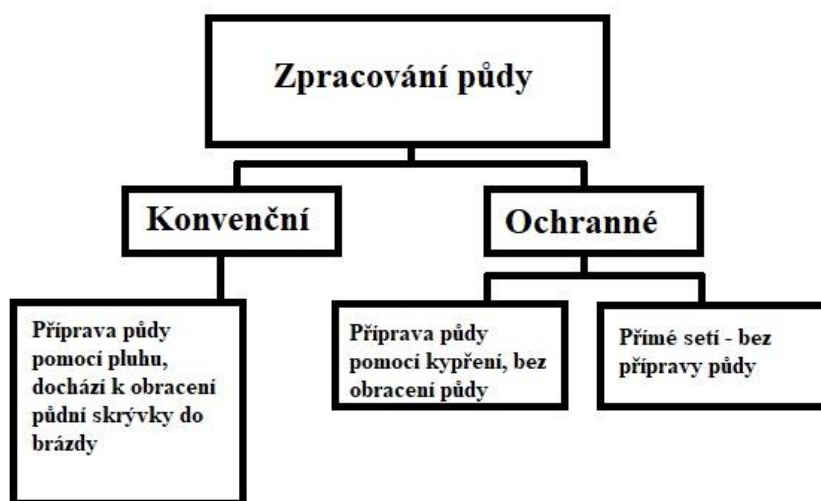 Zpracování půdy
Konvenční
Ochranné
Příprava půdy
pomocí pluhu,
dochází k obracení
půdní skrývky do
brázdy
Příprava půdy
pomocí kypření, bez
obracení půdy
Přímé setí - bez
přípravy půdy